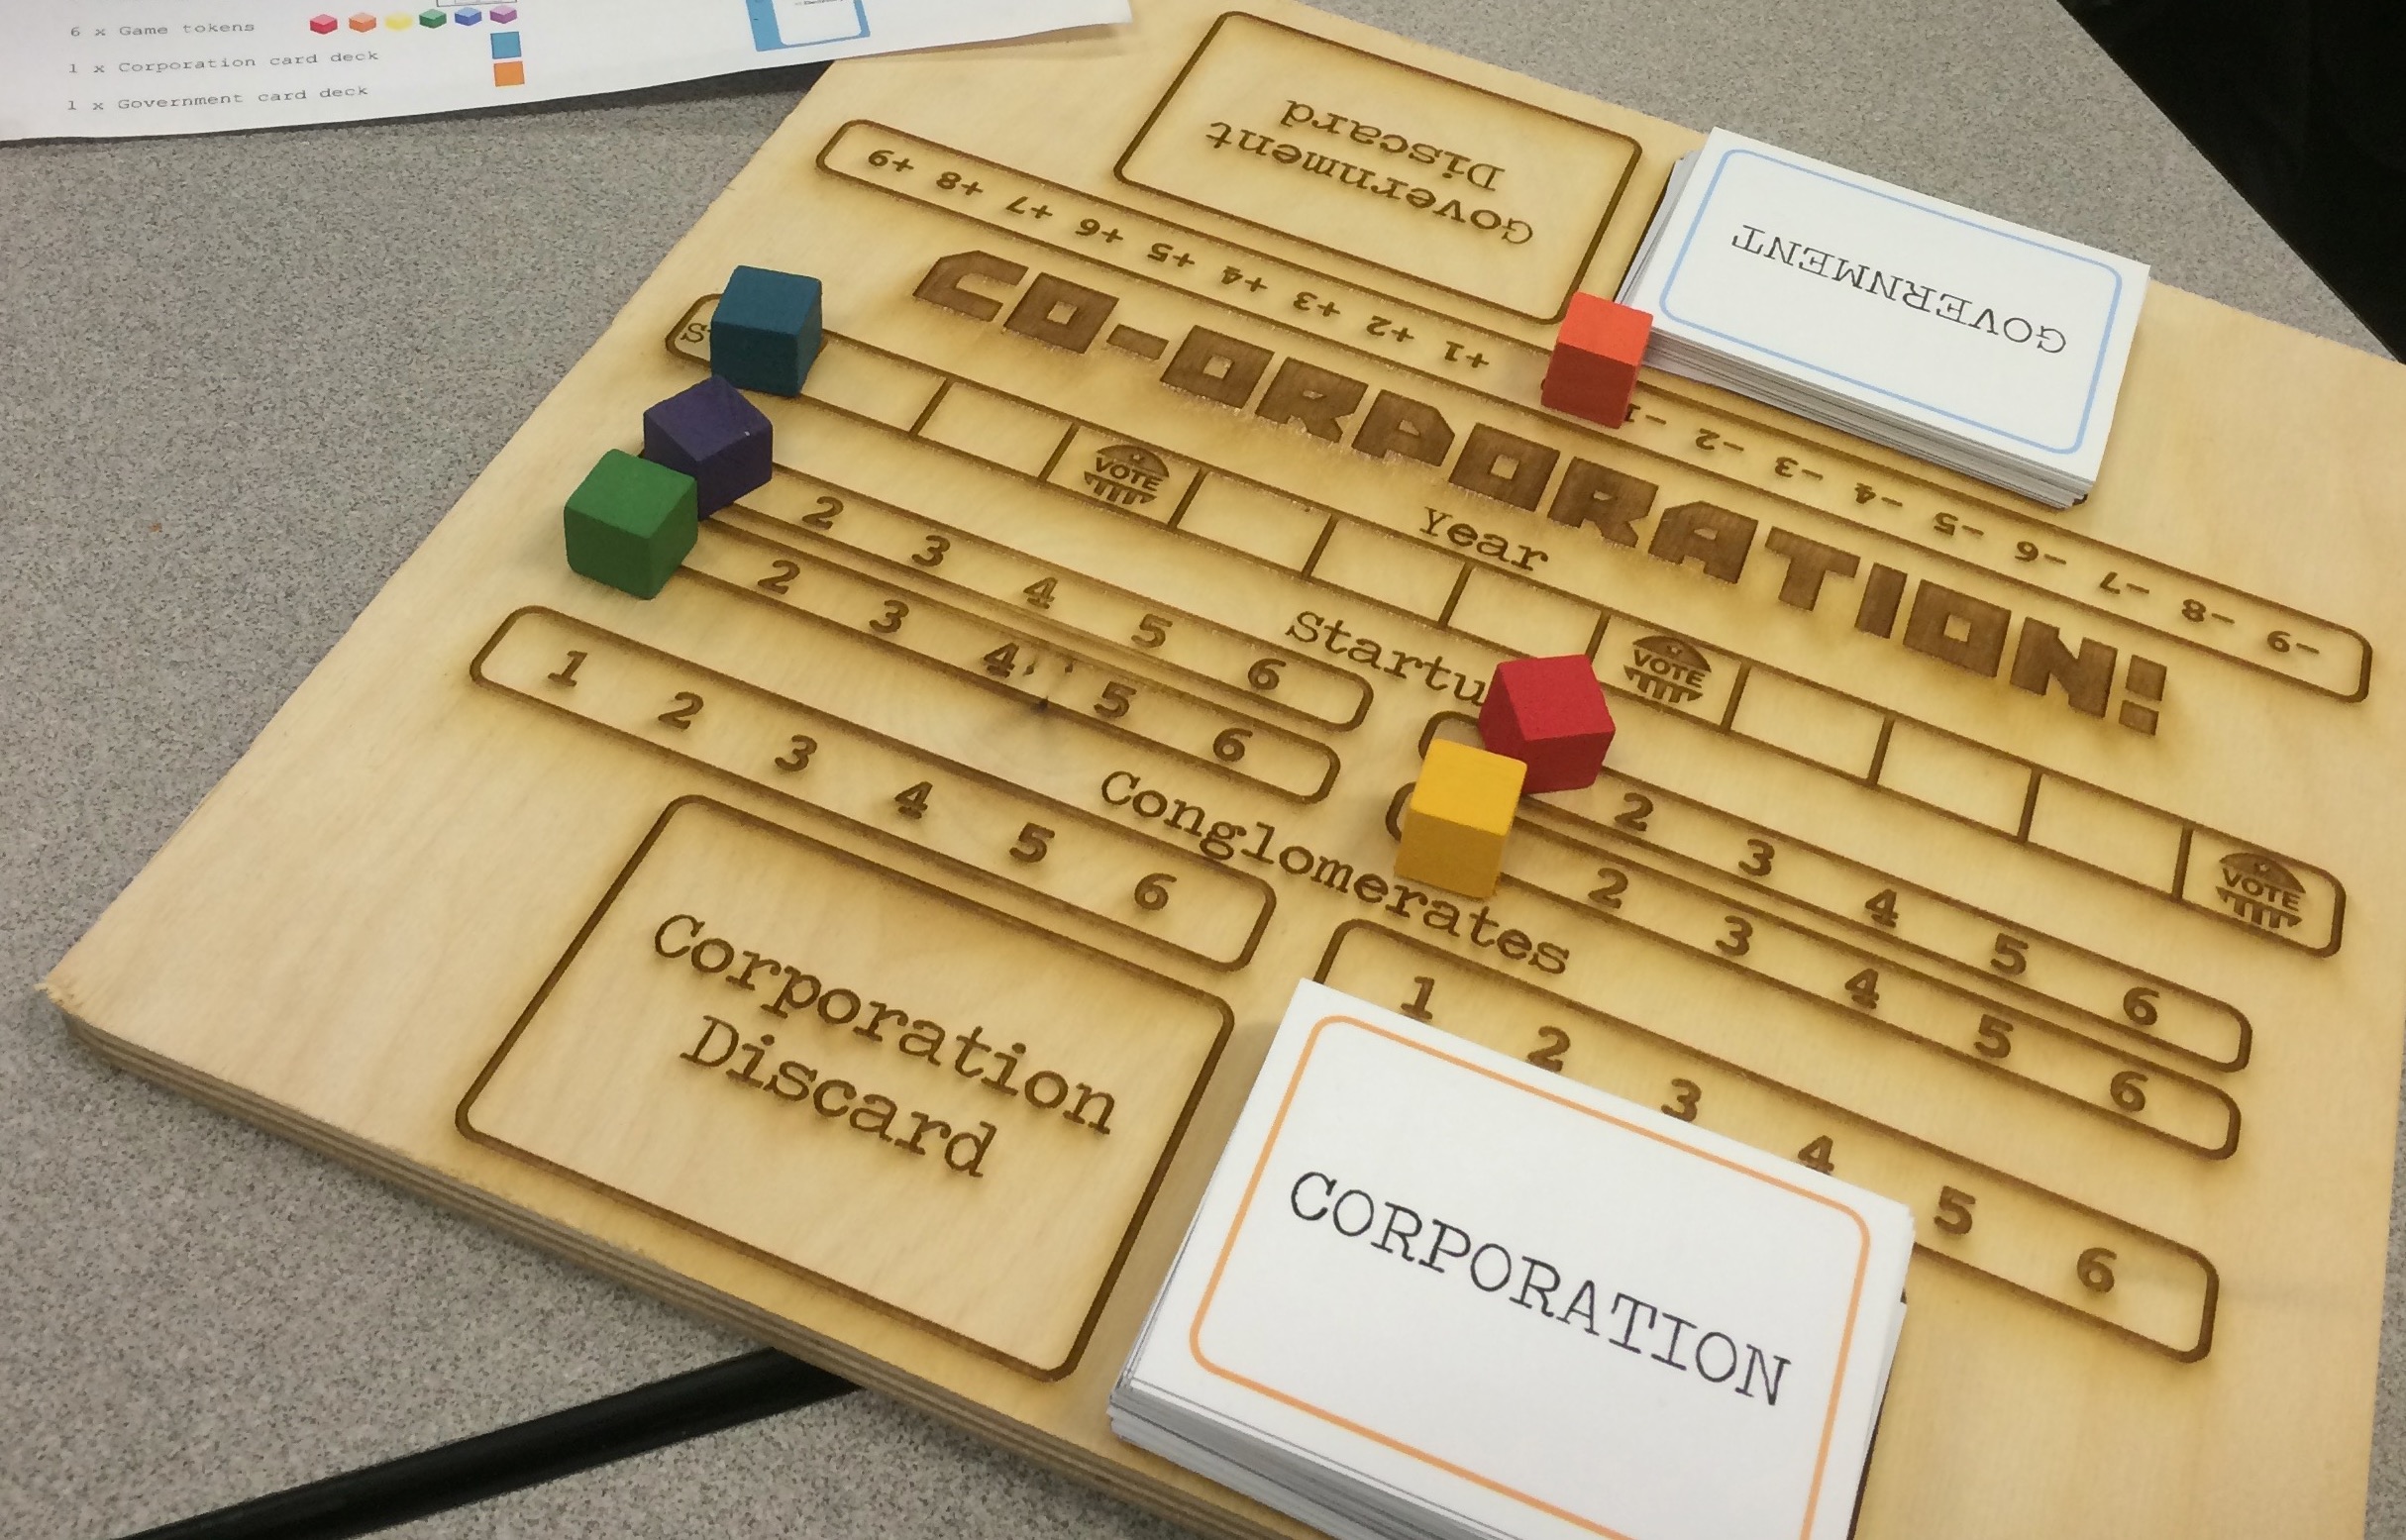 6 x Game tokens
1 x Corporation card deck
1 x Government card deck
Government
Discard
GOVERNMENT
+9 +8 +7 +6 +5 +4 +3 +2 +1 -1 -2 -3 -4 -5 -6 -7 -8 -9
CO-ORPORATION!
Year
VOTE
VOTE
VOTE
2 3 4 5 6
2 3 4 5 6
2 3 4 5 6
2 3 4 5 6
Conglomerates
1 2 3 4 5 6
1 2 3 4 5 6
Corporation
Discard
CORPORATION